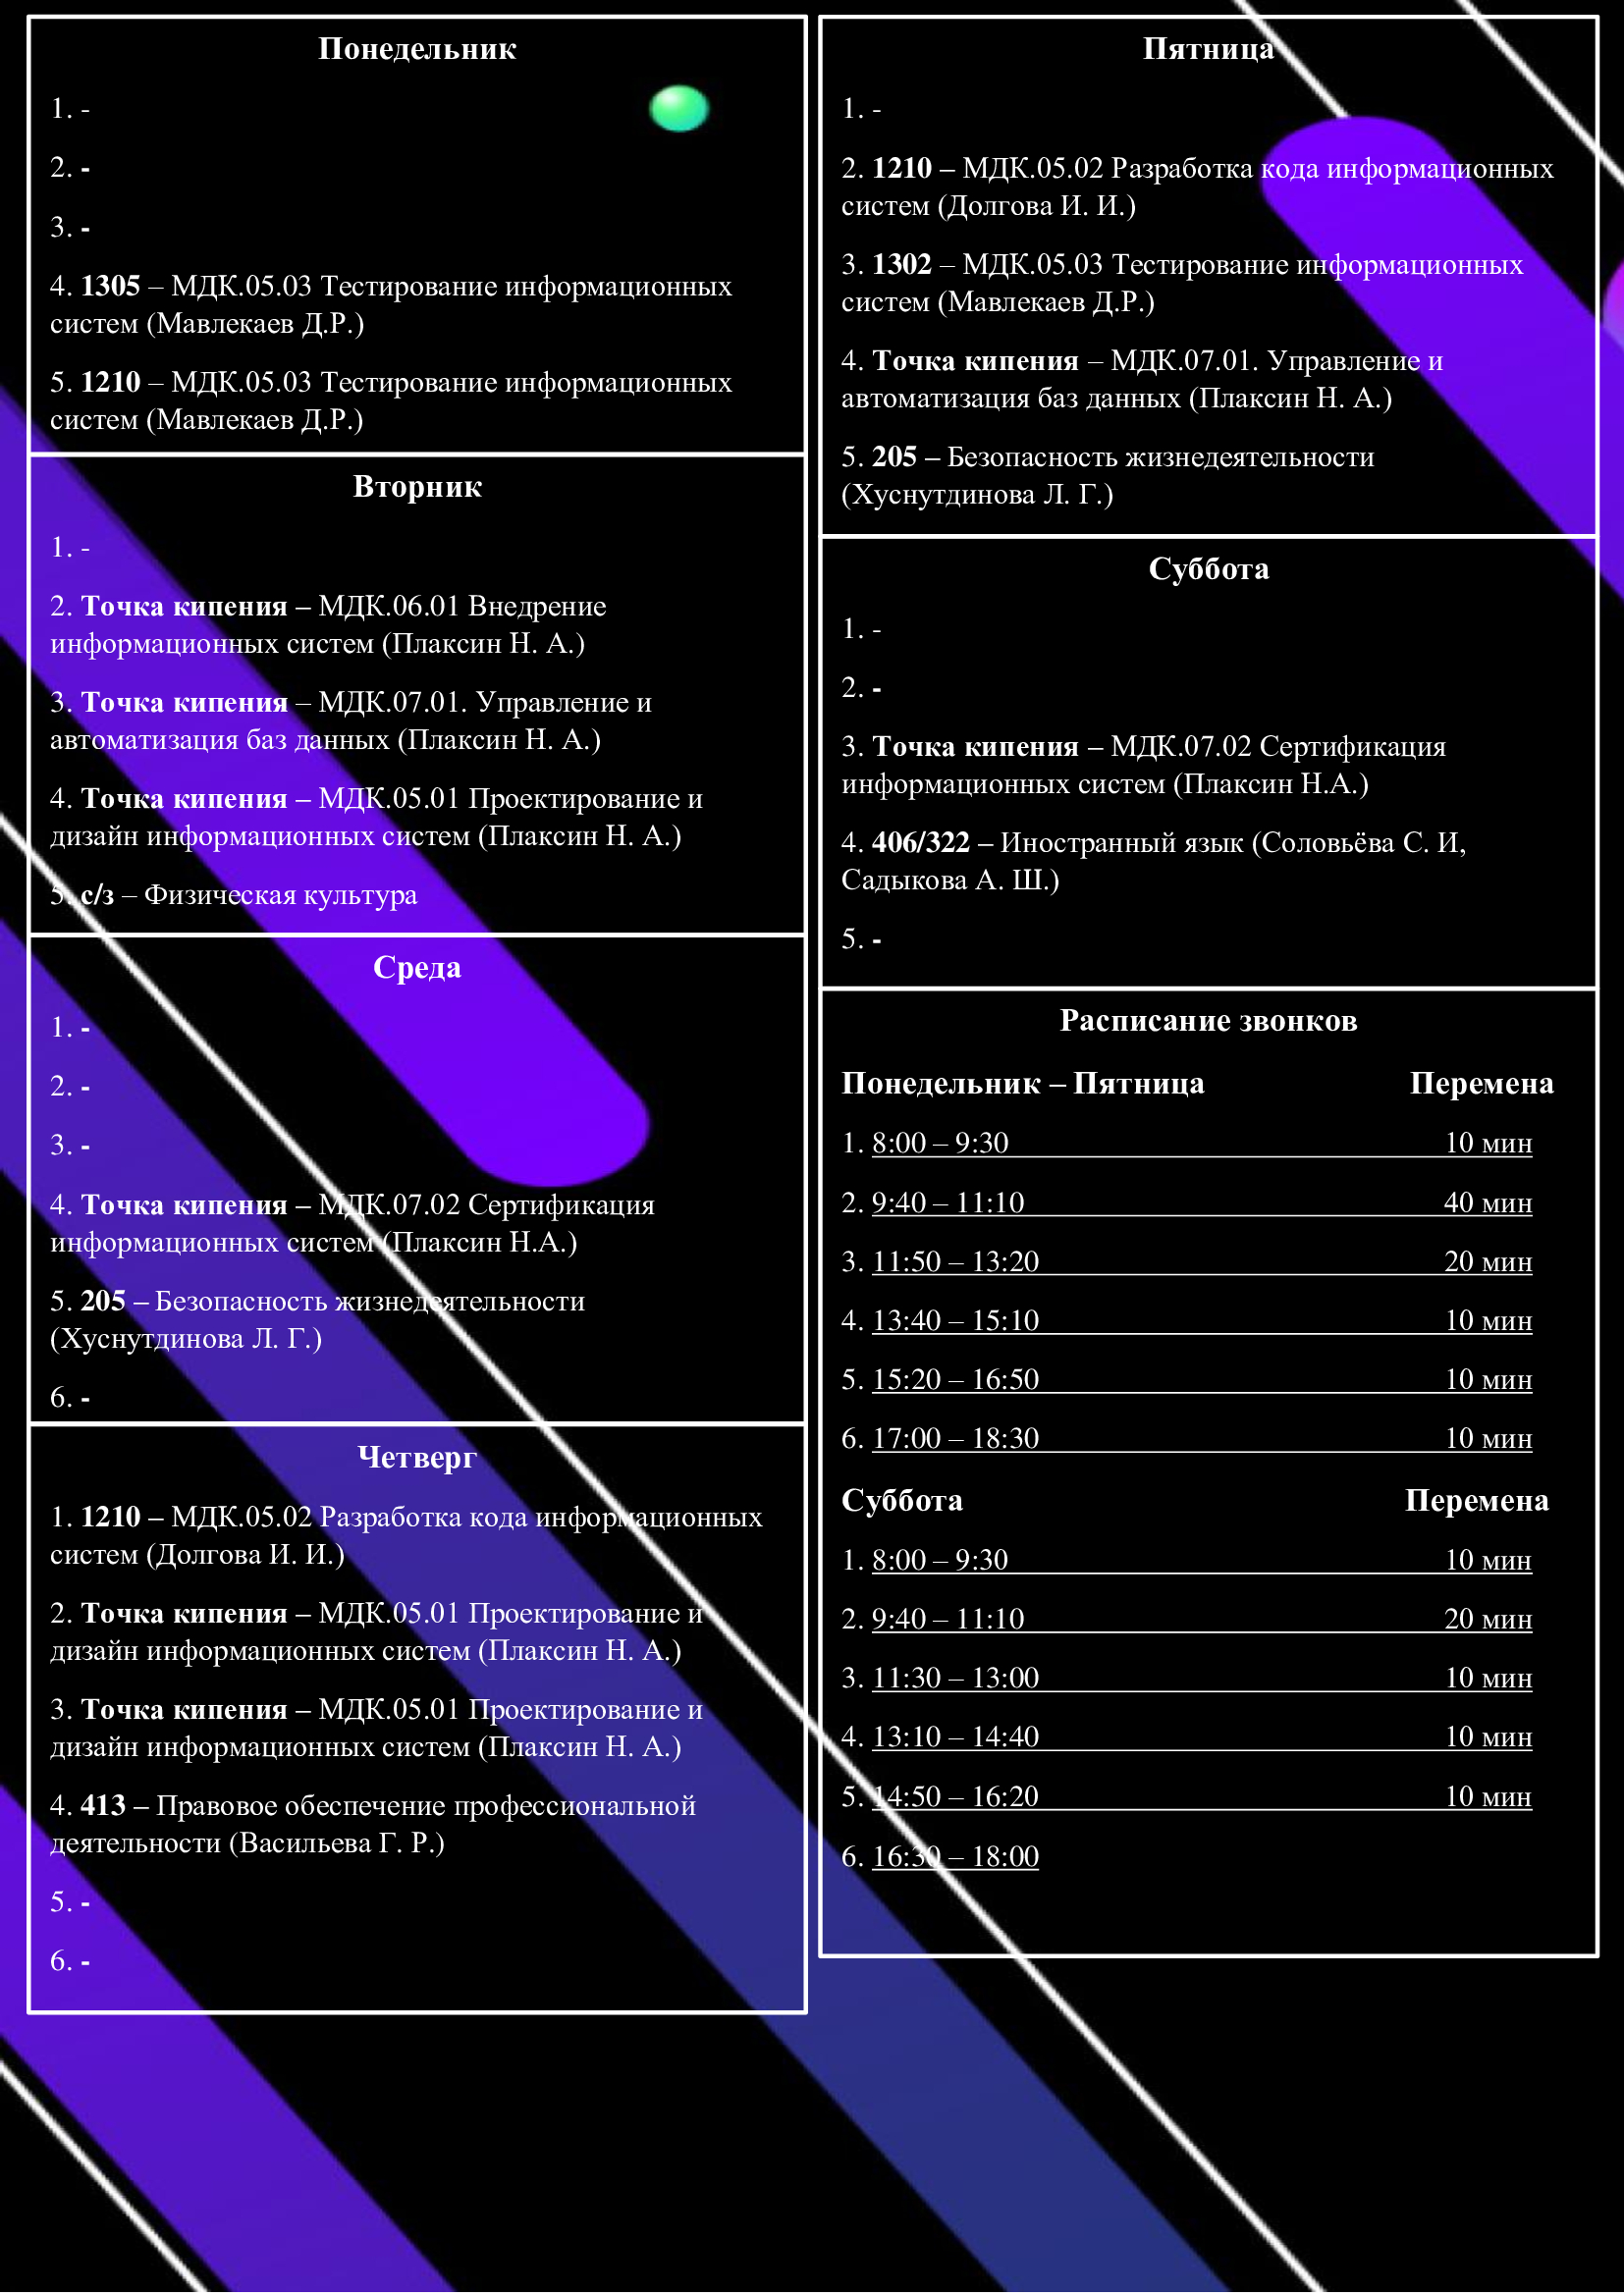 Понедельник
1. -
2. -
3. -
4. 1305 – МДК.05.03 Тестирование информационных
систем (Мавлекаев Д.Р.)
5. 1210 – МДК.05.03 Тестирование информационных
систем (Мавлекаев Д.Р.)
Вторник
1. -
2. Точка кипения – МДК.06.01 Внедрение
информационных систем (Плаксин Н. А.)
3. Точка кипения – МДК.07.01. Управление и
автоматизация баз данных (Плаксин Н. А.)
4. Точка кипения – МДК.05.01 Проектирование и
дизайн информационных систем (Плаксин Н. А.)
5. с/з – Физическая культура
Среда
1. -
2. -
3. -
4. Точка кипения – МДК.07.02 Сертификация
информационных систем (Плаксин Н.А.)
5. 205 – Безопасность жизнедеятельности
(Хуснутдинова Л. Г.)
6. -
Четверг
1. 1210 – МДК.05.02 Разработка кода информационных
систем (Долгова И. И.)
2. Точка кипения – МДК.05.01 Проектирование и
дизайн информационных систем (Плаксин Н. А.)
3. Точка кипения – МДК.05.01 Проектирование и
дизайн информационных систем (Плаксин Н. А.)
4. 413 – Правовое обеспечение профессиональной
деятельности (Васильева Г. Р.)
5. -
6. -
Пятница
1. -
2. 1210 – МДК.05.02 Разработка кода информационных
систем (Долгова И. И.)
3. 1302 – МДК.05.03 Тестирование информационных
систем (Мавлекаев Д.Р.)
4. Точка кипения – МДК.07.01. Управление и
автоматизация баз данных (Плаксин Н. А.)
5. 205 – Безопасность жизнедеятельности
(Хуснутдинова Л. Г.)
Суббота
1. -
2. -
3. Точка кипения – МДК.07.02 Сертификация
информационных систем (Плаксин Н.А.)
4. 406/322 – Иностранный язык (Соловьёва С. И,
Садыкова А. Ш.)
5. -
Расписание звонков
Понедельник – Пятница Перемена
1. 8:00 – 9:30 10 мин
2. 9:40 – 11:10 40 мин
3. 11:50 – 13:20 20 мин
4. 13:40 – 15:10 10 мин
5. 15:20 – 16:50 10 мин
6. 17:00 – 18:30 10 мин
Суббота Перемена
1. 8:00 – 9:30 10 мин
2. 9:40 – 11:10 20 мин
3. 11:30 – 13:00 10 мин
4. 13:10 – 14:40 10 мин
5. 14:50 – 16:20 10 мин
6. 16:30 – 18:00